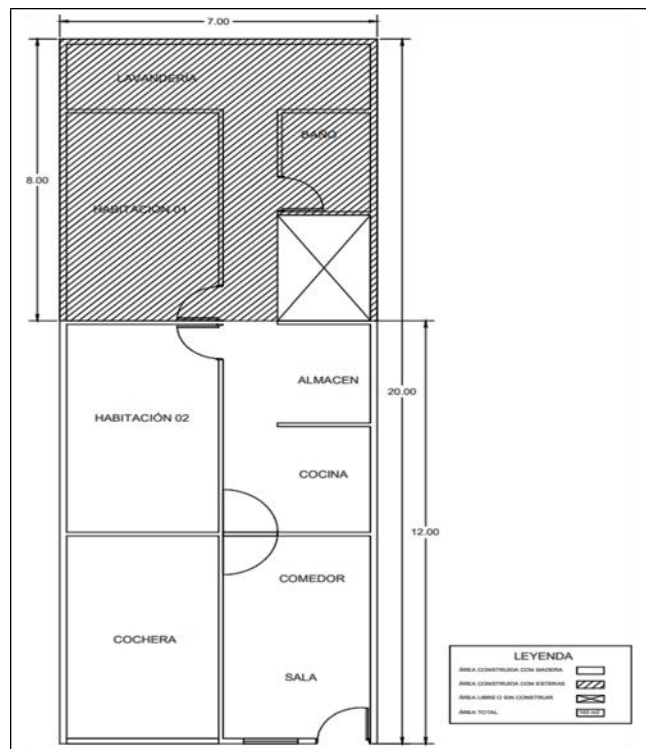 7.00
LAVANDERIA
BAÑO
8.00
HABITACIÓN 01
ALMACEN
20.00
HABITACIÓN 02
COCINA
12.00
COMEDOR
COCHERA
SALA
LEYENDA
ÁREA CONSTRUIDA CON MADERA
ÁREA CONSTRUIDA CON ESTERAS
ÁREA LIBRE O SIN CONSTRUIR
ÁREA TOTAL